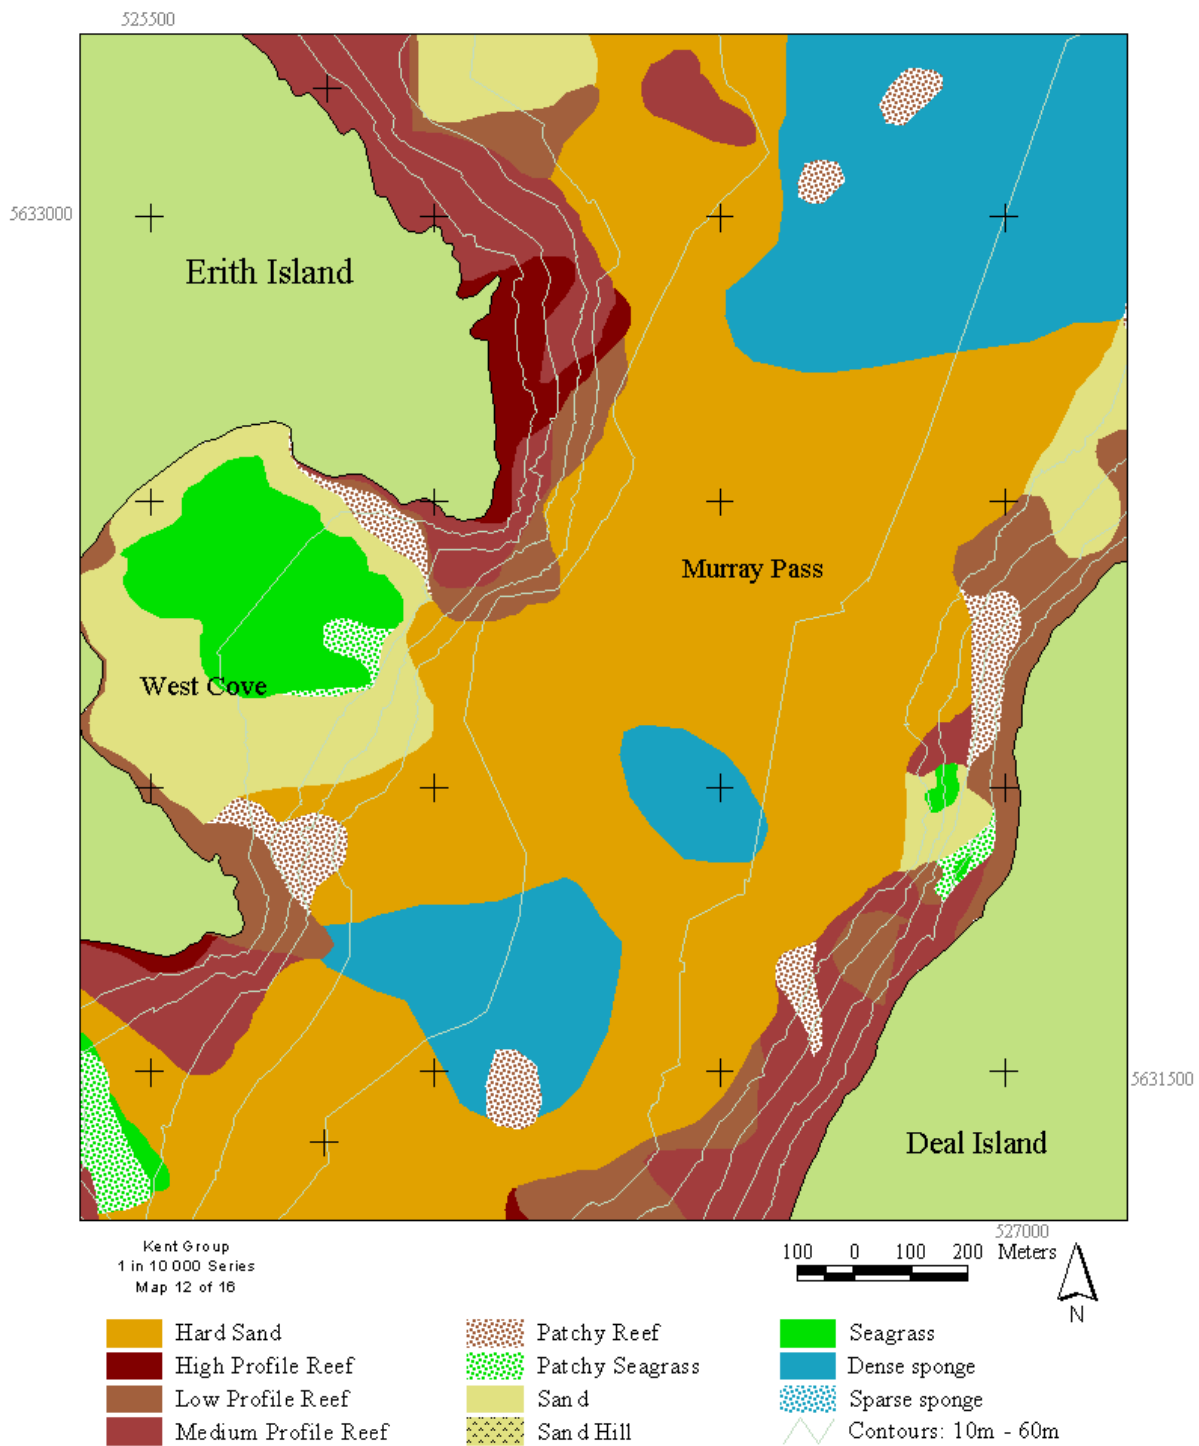 525500
5633000
Erith Island
Murray Pass
West Cove
5631500
Deal Island
527000
Kent Group
1 in 10 000 Series
Map 12 of 16
100 0 100 200 Meters
N
Hard Sand
High Profile Reef
Low Profile Reef
Medium Profile Reef
Patchy Reef
Patchy Seagrass
Sand
Sand Hill
Seagrass
Dense sponge
Sparse sponge
Contours: 10m - 60m